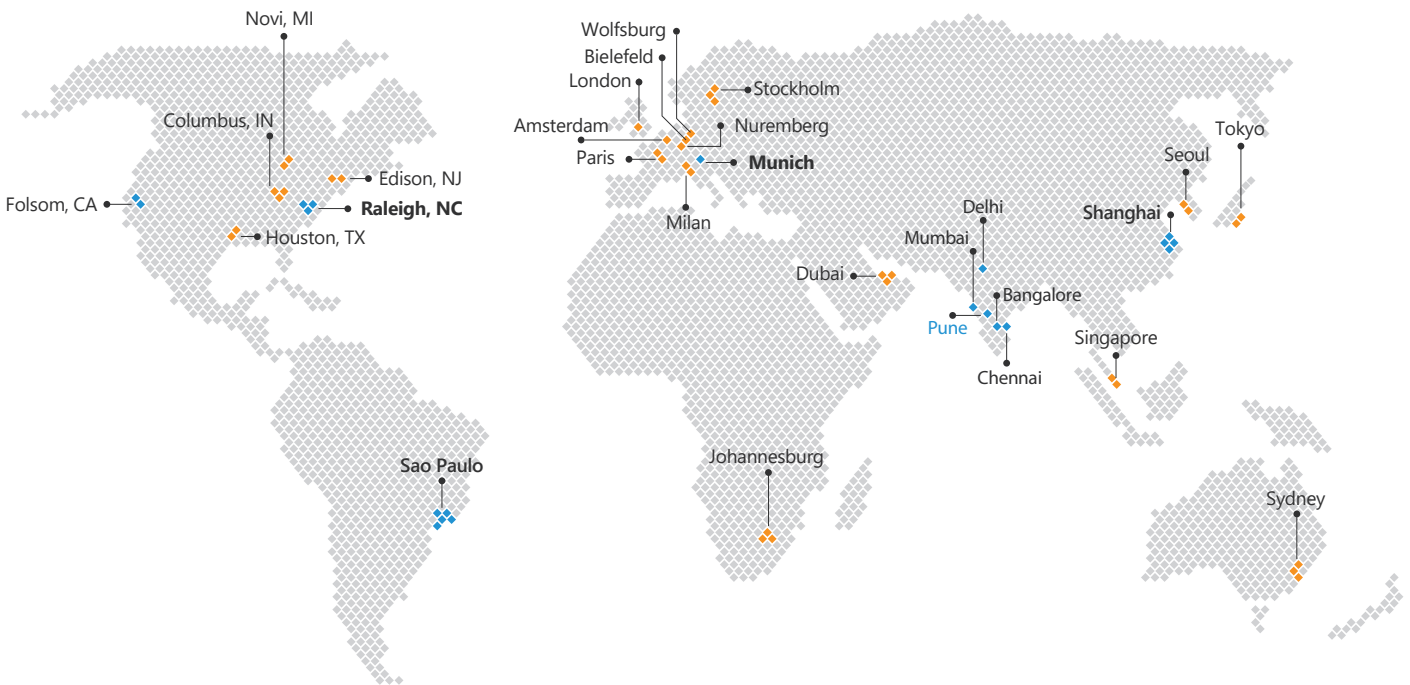 Novi, MI
Columbus, IN
Edison, NJ
Folsom, CA
Raleigh, NC
Houston, TX
Sao Paulo
Wolfsburg
Bielefeld
London
Stockholm
Amsterdam
Nuremberg
Paris
Munich
Milan
Tokyo
Seoul
Delhi
Shanghai
Mumbai
Dubai
Bangalore
Pune
Singapore
Chennai
Johannesburg
Sydney